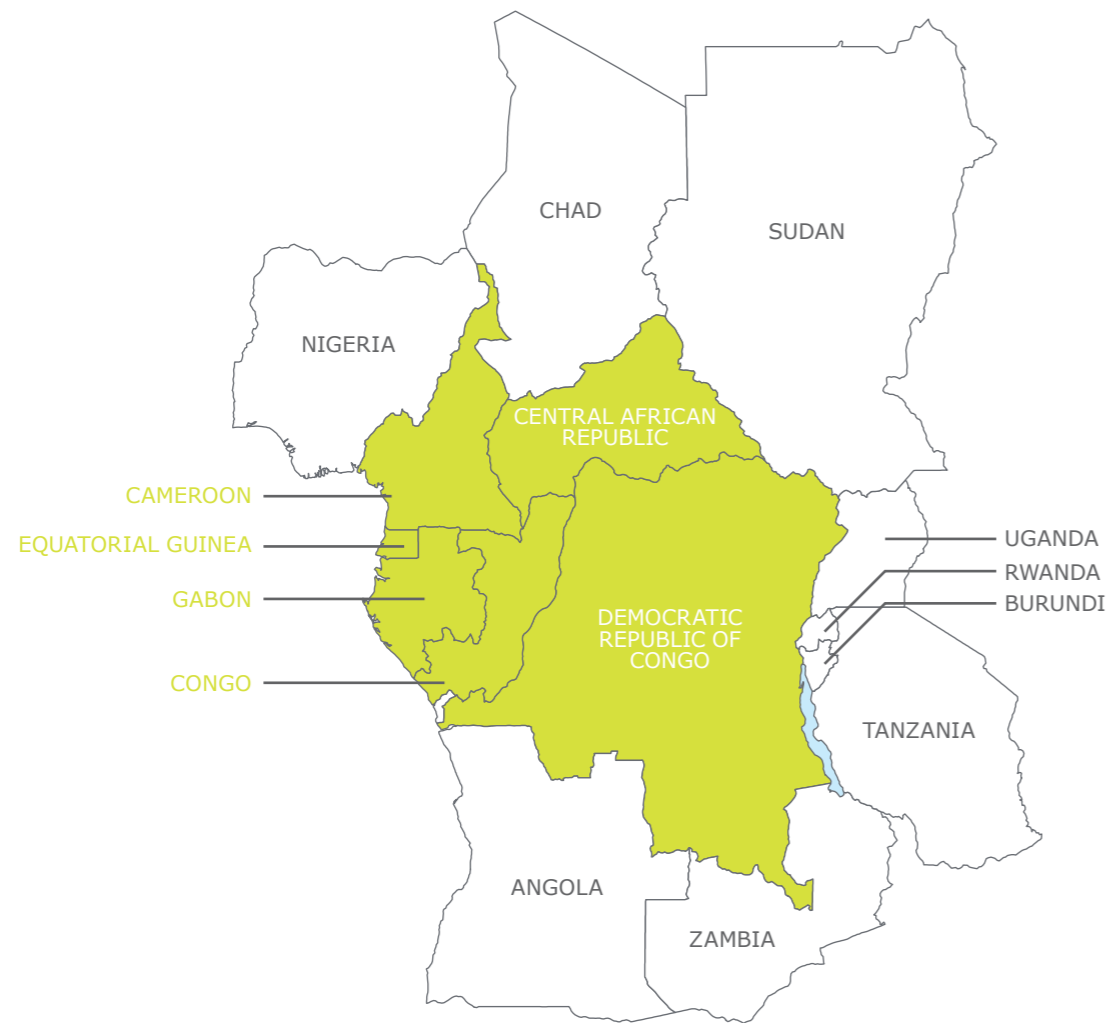 CHAD
SUDAN
NIGERIA
CENTRAL AFRICAN
REPUBLIC
CAMEROON
EQUATORIAL GUINEA
GABON
CONGO
DEMOCRATIC
REPUBLIC OF
CONGO
UGANDA
RWANDA
BURUNDI
TANZANIA
ANGOLA
ZAMBIA